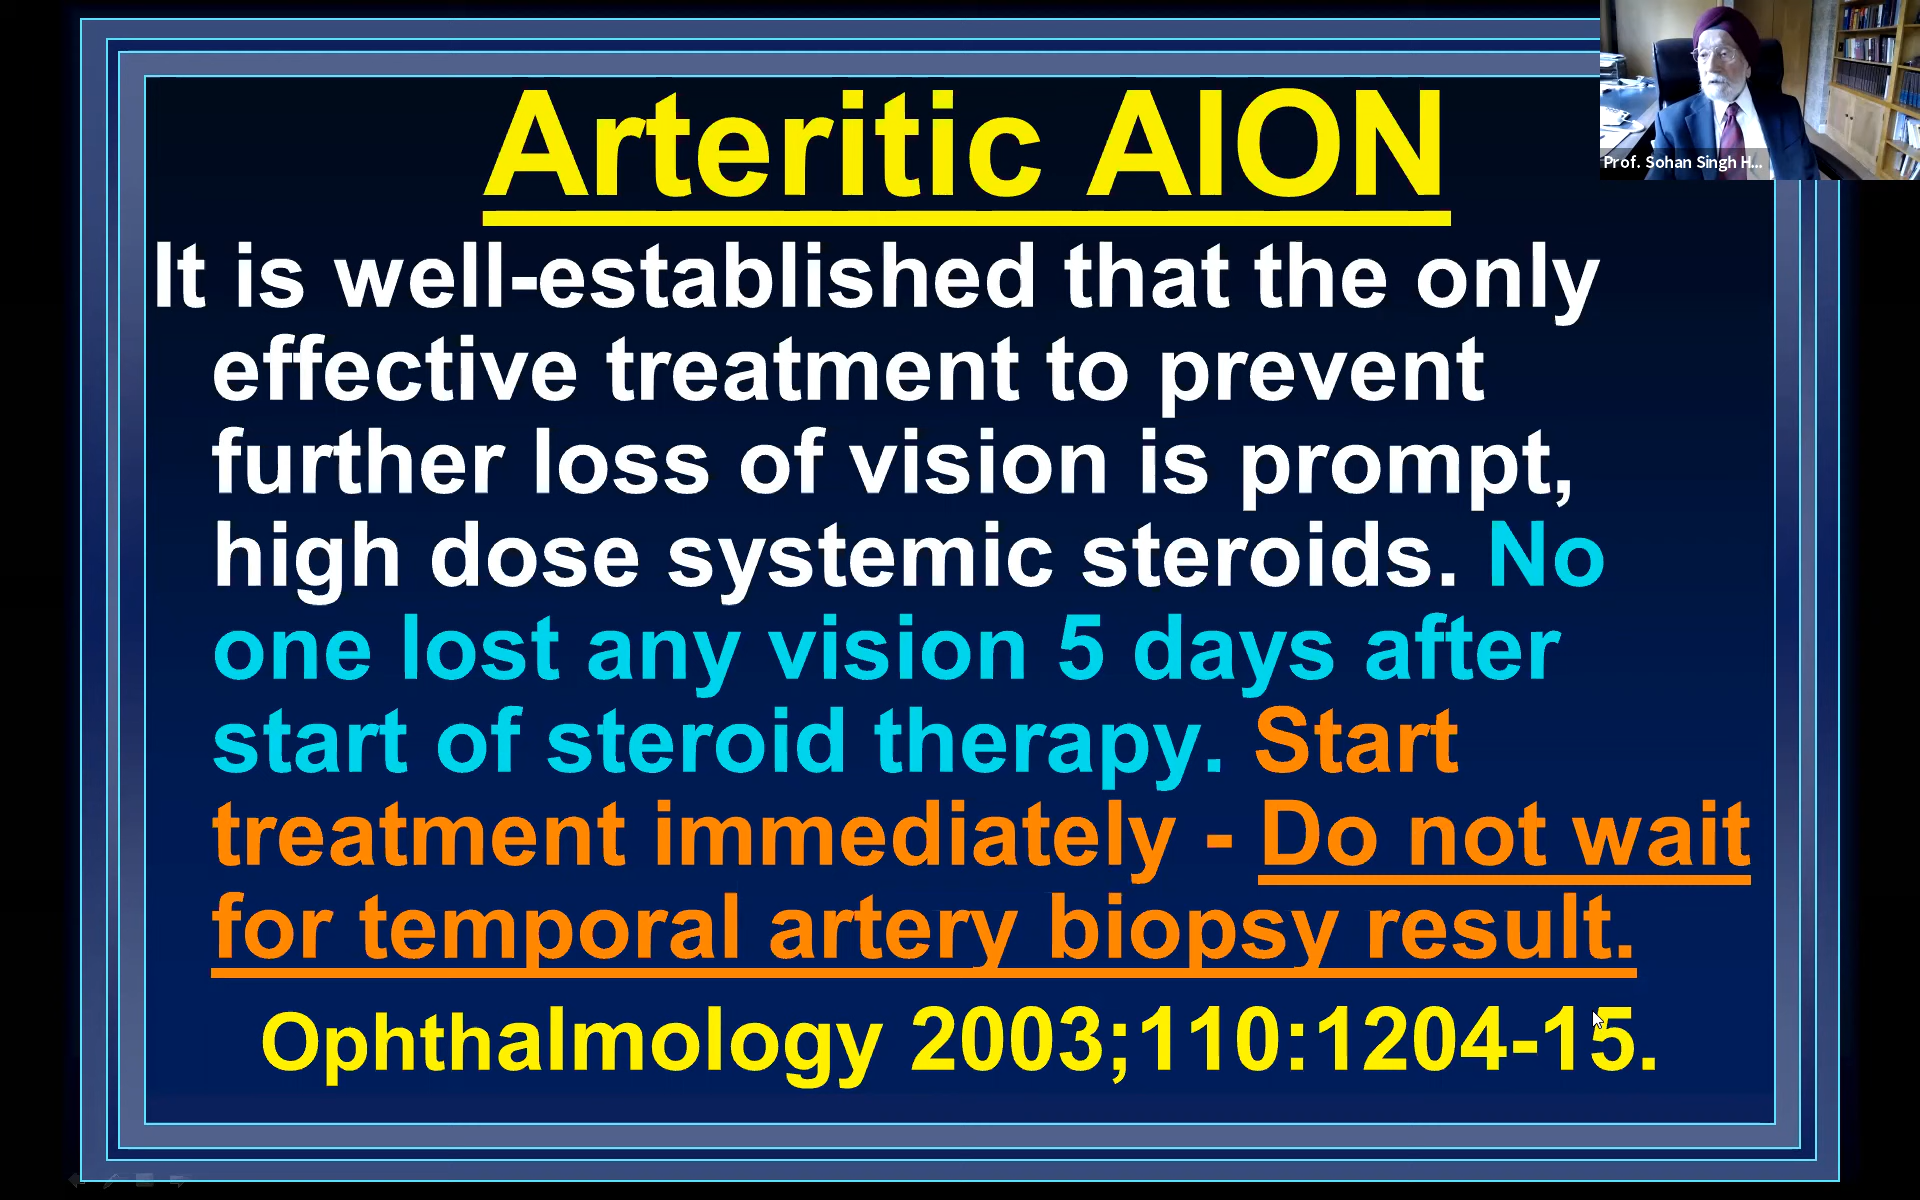 Arteritic AION
Prof. Sohan Singh H...
It is well-established that the only
effective treatment to prevent
further loss of vision is prompt,
high dose systemic steroids. No
one lost any vision 5 days after
start of steroid therapy. Start
treatment immediately - Do not wait
for temporal artery biopsy result.
Ophthalmology 2003;110:1204-15.